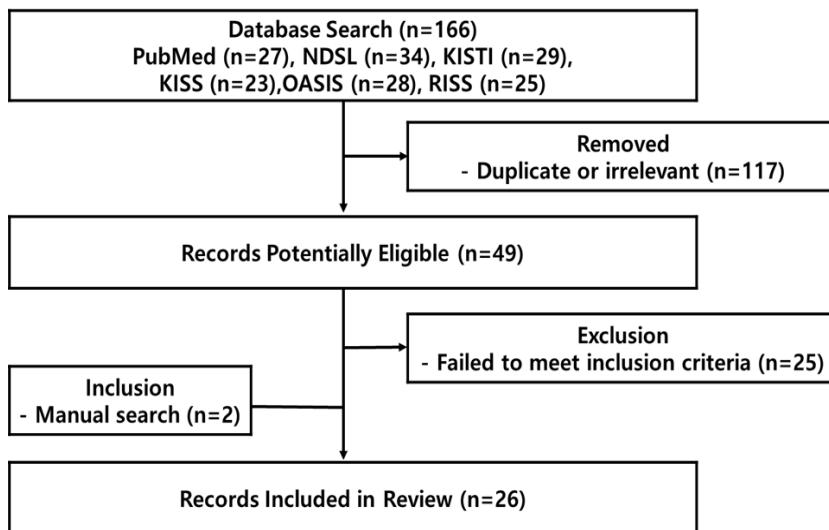 Database Search (n=166)
PubMed (n=27), NDSL (n=34), KISTI (n=29),
KISS (n=23),OASIS (n=28), RISS (n=25)
Removed
- Duplicate or irrelevant (n=117)
Records Potentially Eligible (n=49)
Exclusion
- Failed to meet inclusion criteria (n=25)
Inclusion
- Manual search (n=2)
Records Included in Review (n=26)